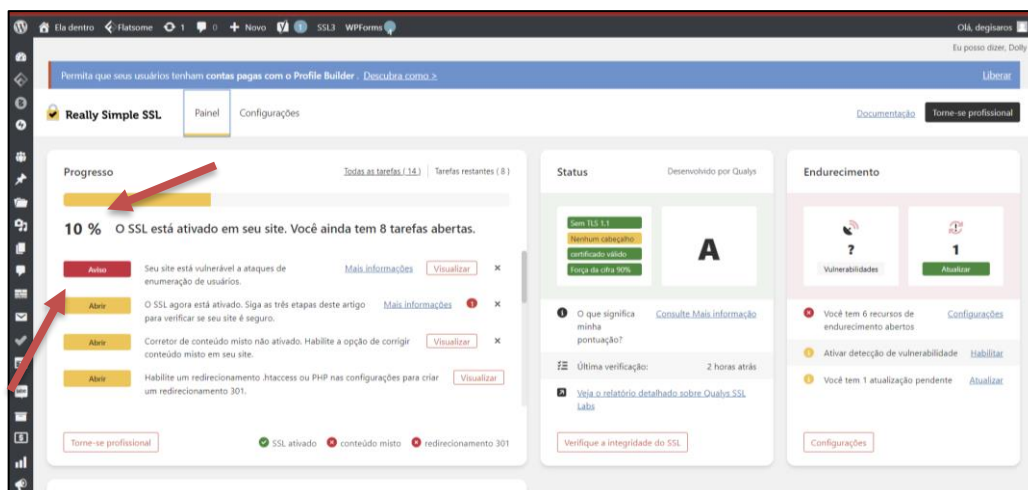 Ela dentro Flatsome 1 0 + Novo 1 SSL3 WPForms Olá, degisaros
Eu posso dizer, Dolly
Permita que seus usuários tenham contas pagas com o Profile Builder . Descubra como > Liberar
Really Simple SSL Painel Configurações Documentação Torne-se profissional
Progresso Todas as tarefas ( 14 ) Tarefas restantes ( 8 )
10 % O SSL está ativado em seu site. Você ainda tem 8 tarefas abertas.
Aviso Seu site está vulnerável a ataques de Mais informações Visualizar ×
enumeração de usuários.
Abrir O SSL agora está ativado. Siga as três etapas deste artigo Mais informações 1 ×
para verificar se seu site é seguro.
Abrir Corretor de conteúdo misto não ativado. Habilite a opção de corrigir Visualizar ×
conteúdo misto em seu site.
Abrir Habilite um redirecionamento .htaccess ou PHP nas configurações para criar Visualizar
um redirecionamento 301.
Torne-se profissional SSL ativado conteúdo misto redirecionamento 301
Status Desenvolvido por Qualys
Sem TLS 1.1
Nenhum cabeçalho
certificado válido
Força da cifra 90%
A
O que significa Consulte Mais informação
minha
pontuação?
Última verificação: 2 horas atrás
Veja o relatório detalhado sobre Qualys SSL
Labs
Verifique a integridade do SSL
Endurecimento
? 1
Vulnerabilidades Atualizar
Você tem 6 recursos de Configurações
endurecimento abertos
Ativar detecção de vulnerabilidade Habilitar
Você tem 1 atualização pendente Atualizar
Configurações